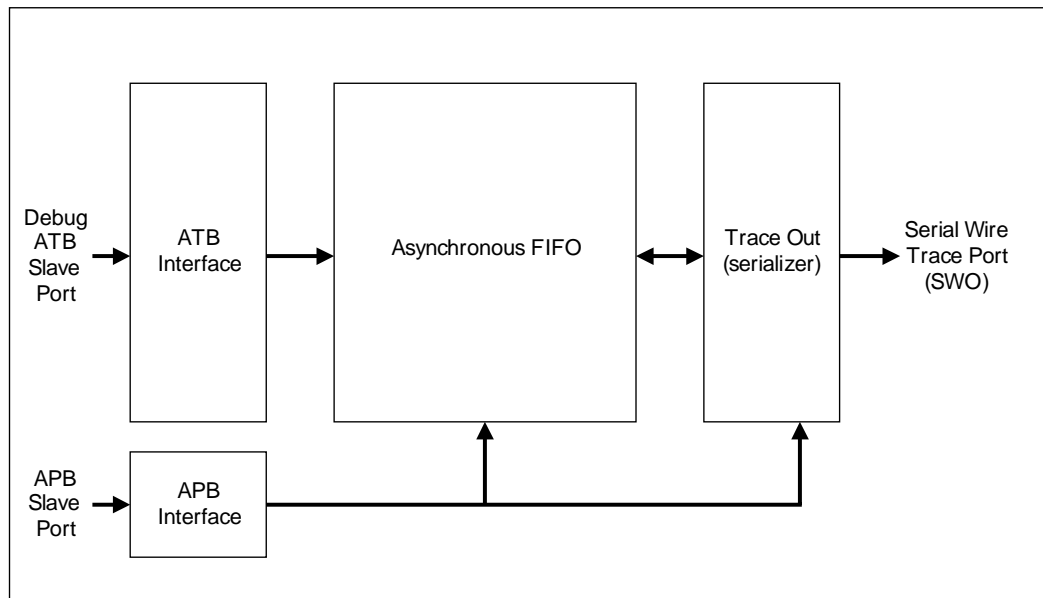 Debug
ATB
Slave
Port
ATB
Interface
Asynchronous FIFO
Trace Out
(serializer)
Serial Wire
Trace Port
(SWO)
APB
Slave
Port
APB
Interface